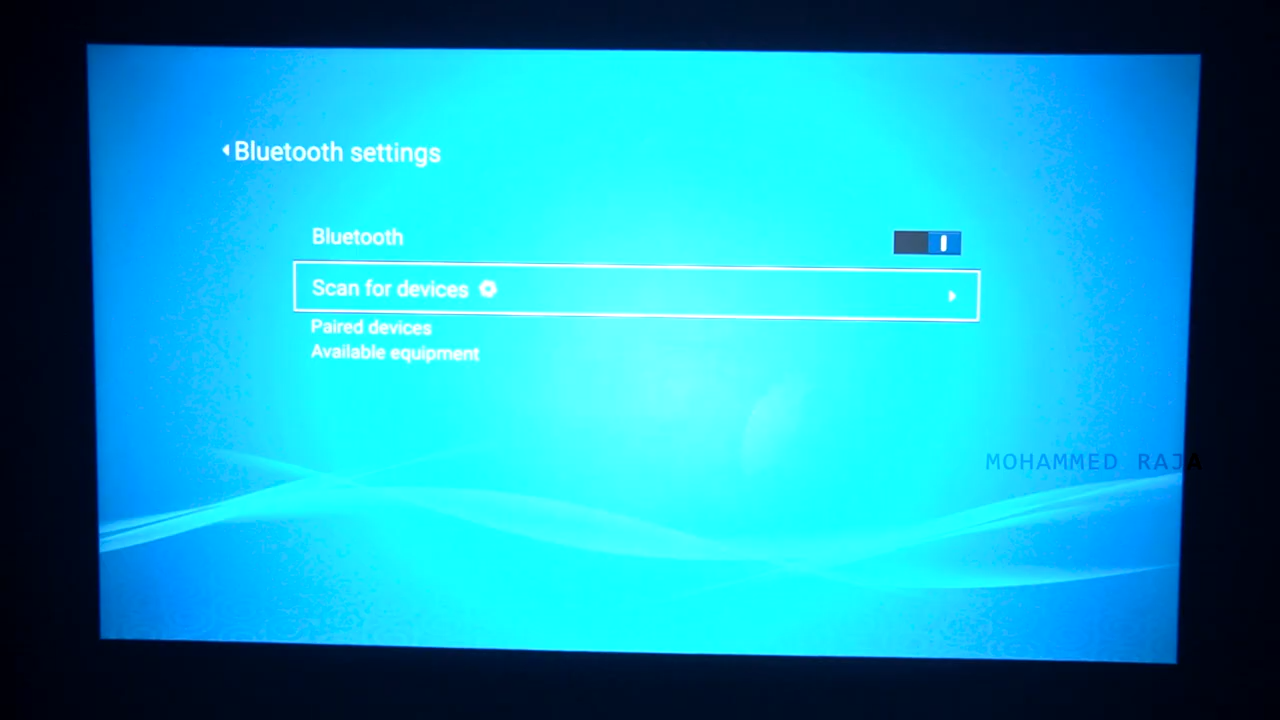 Bluetooth settings
Bluetooth
Scan for devices
Paired devices
Available equipment
MOHAMMED RAJA